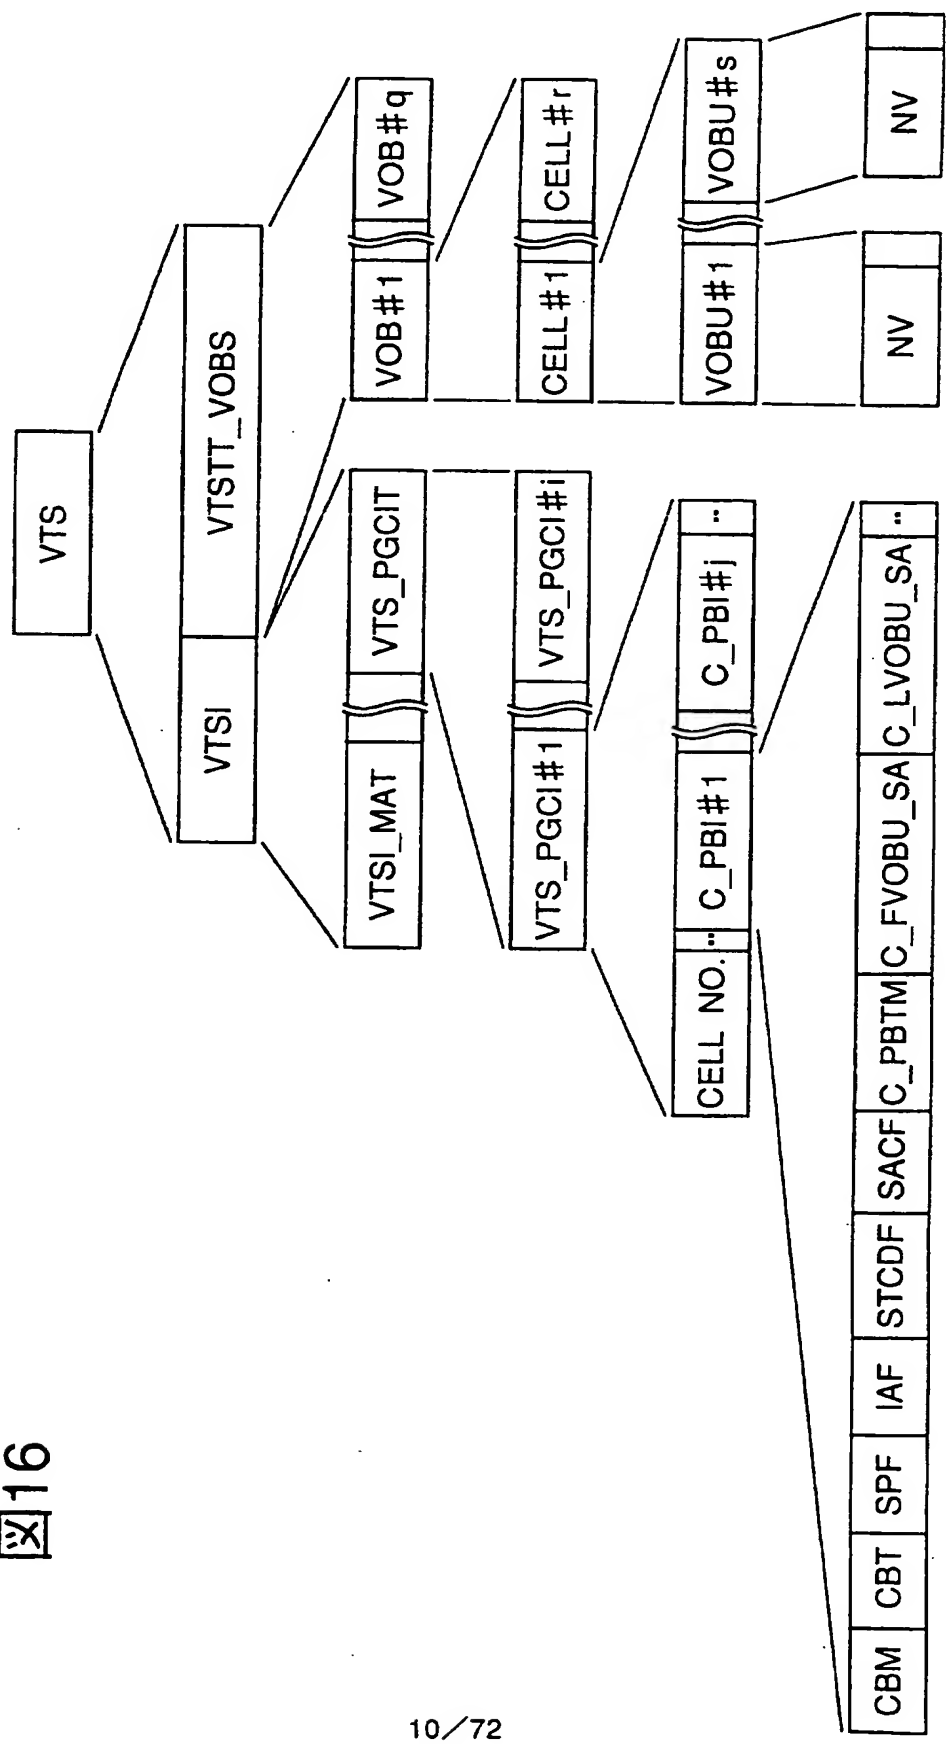 図16
VTS
VTSI VTSTT_VOBS
VTSI_MAT VTS_PGCIT VOB#1 VOB#q
VTS_PGCI#1 VTS_PGCI#i CELL#1 CELL#r
CELL NO. ·· C_PBI#1 C_PBI#j ·· VOBU#1 VOBU#s
CBM CBT SPF IAF STCDF SACF C_PBTM C_FVOBU_SA C_LVOBU_SA ·· NV NV
10/72